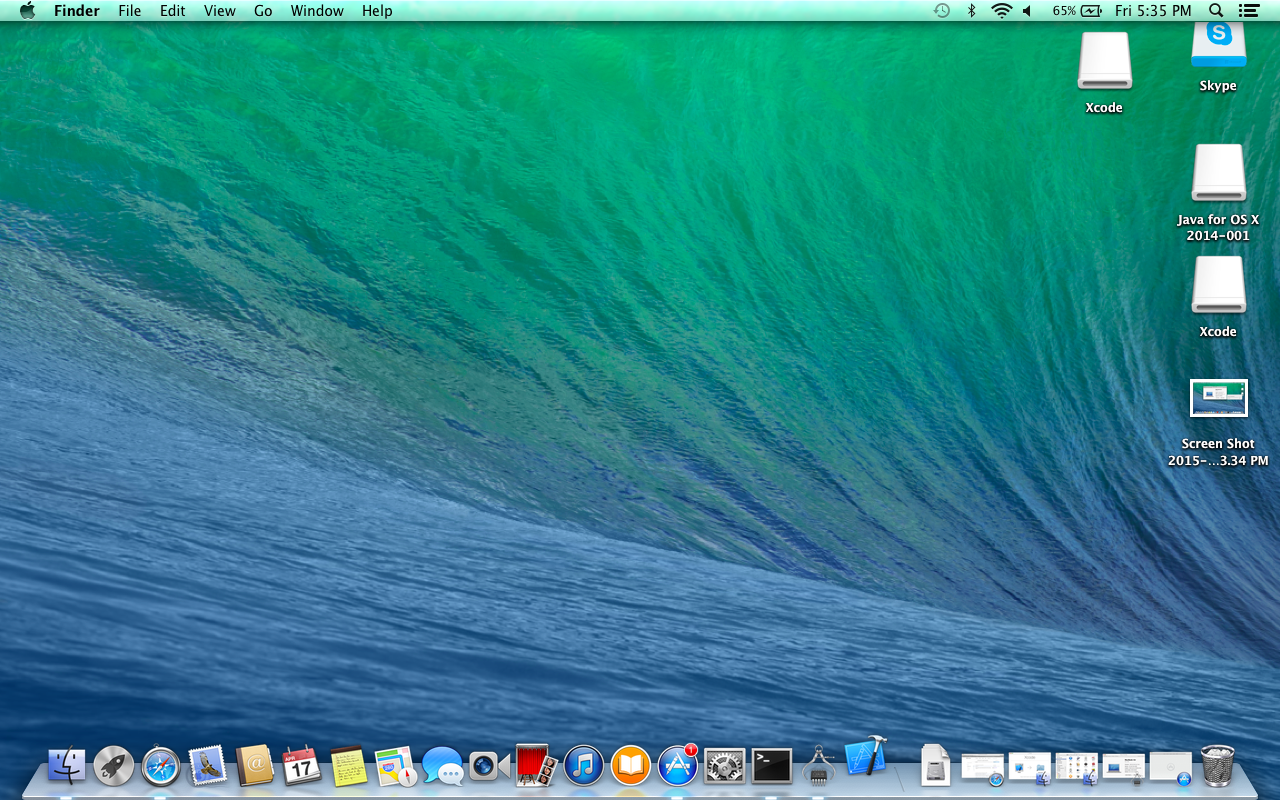 Finder File Edit View Go Window Help 65% Fri 5:35 PM
Skype
Xcode
Java for OS X
2014-001
Xcode
Screen Shot
2015-...3.34 PM
APR
17
1